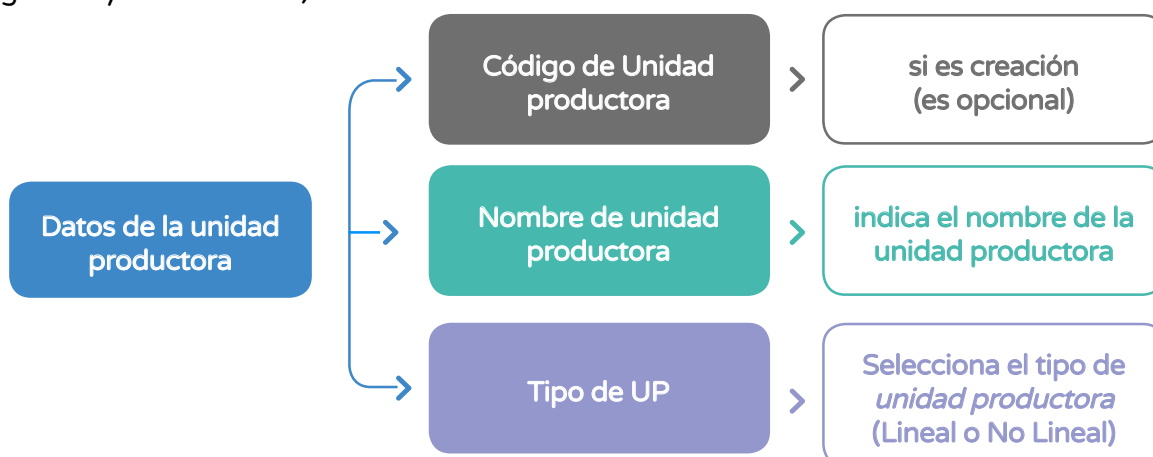 Código de Unidad
productora
si es creación
(es opcional)
Datos de la unidad
productora
Nombre de unidad
productora
indica el nombre de la
unidad productora
Tipo de UP
Selecciona el tipo de
unidad productora
(Lineal o No Lineal)